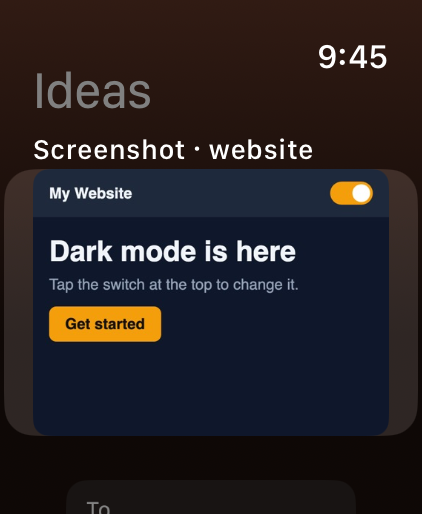 9:45
Ideas
Screenshot · website
My Website
Dark mode is here
Tap the switch at the top to change it.
Get started
To